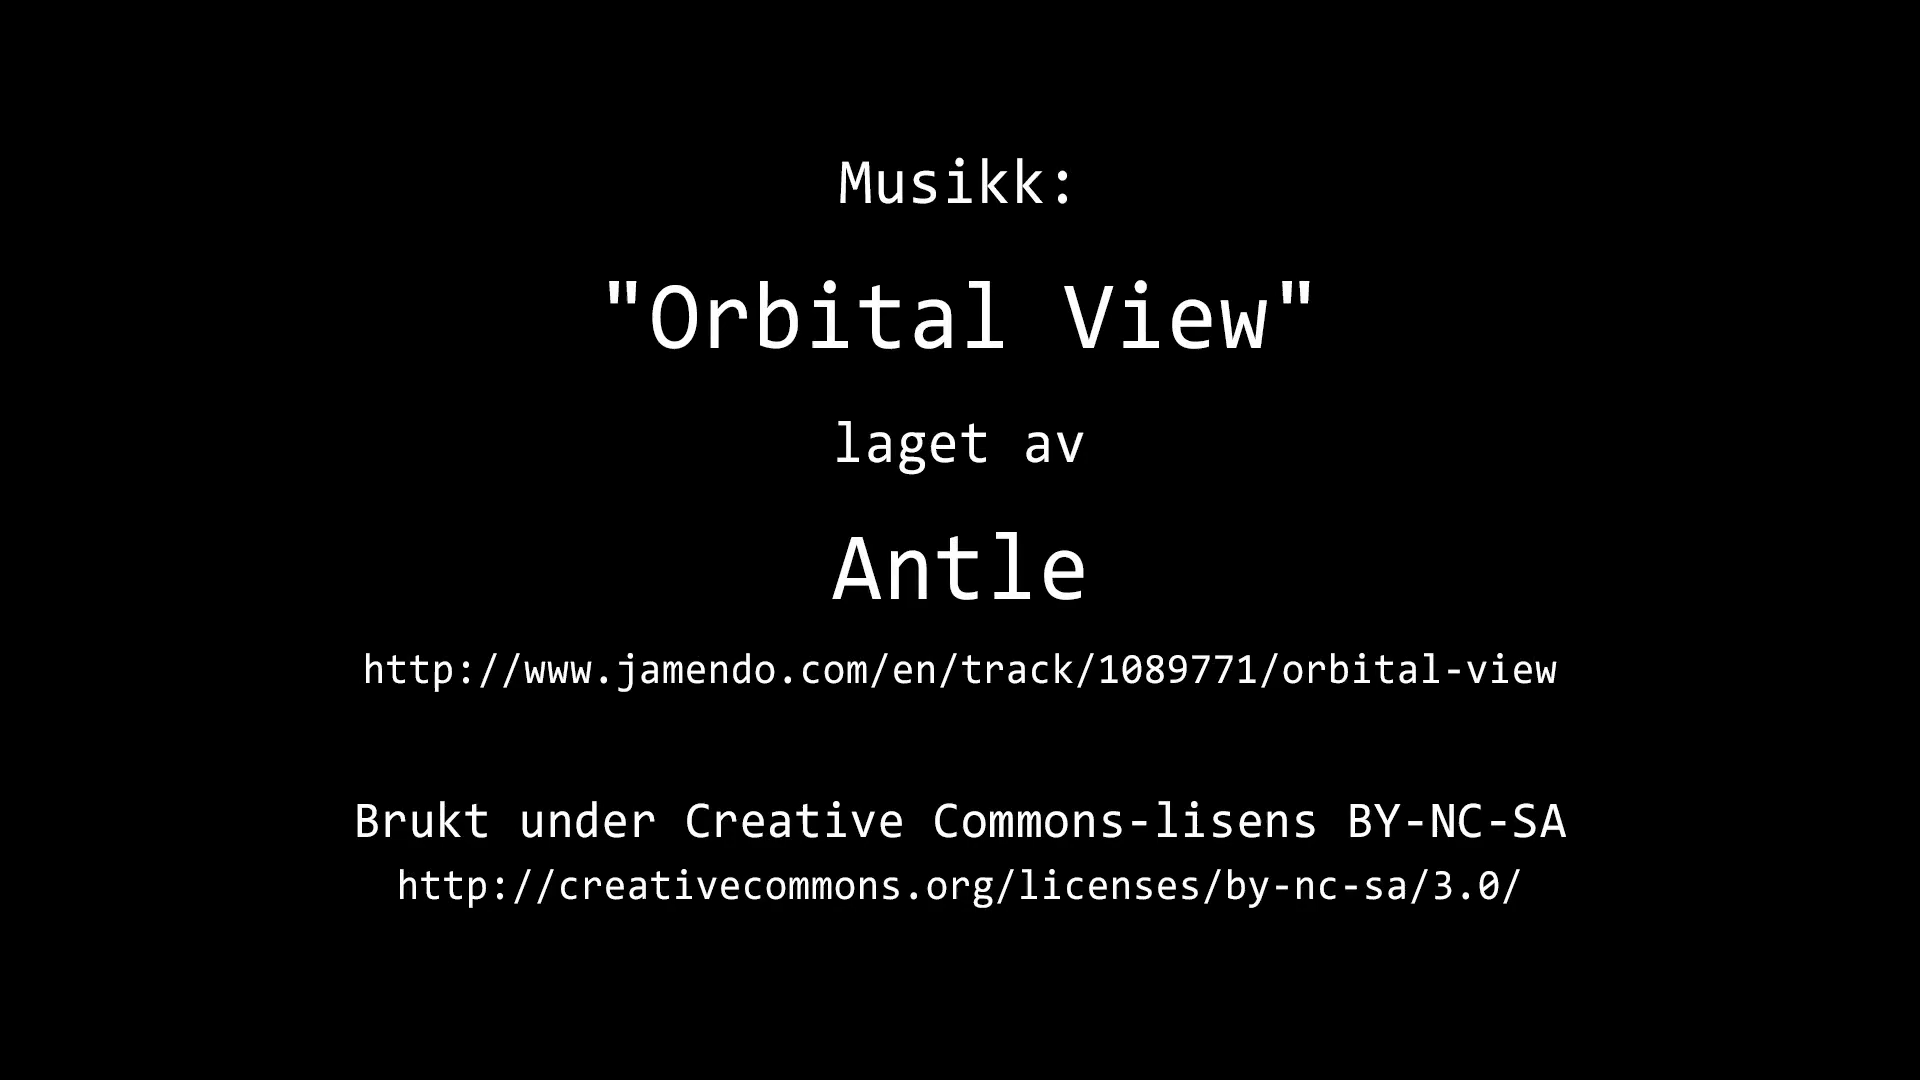 Musikk:
"Orbital View"
laget av
Antle
http://www.jamendo.com/en/track/1089771/orbital-view
Brukt under Creative Commons-lisens BY-NC-SA
http://creativecommons.org/licenses/by-nc-sa/3.0/